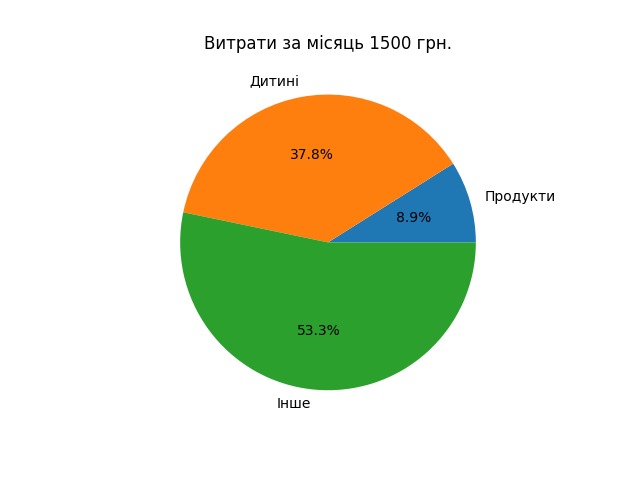 Витрати за місяць 1500 грн.
Дитині
37.8%
Продукти
8.9%
53.3%
Інше